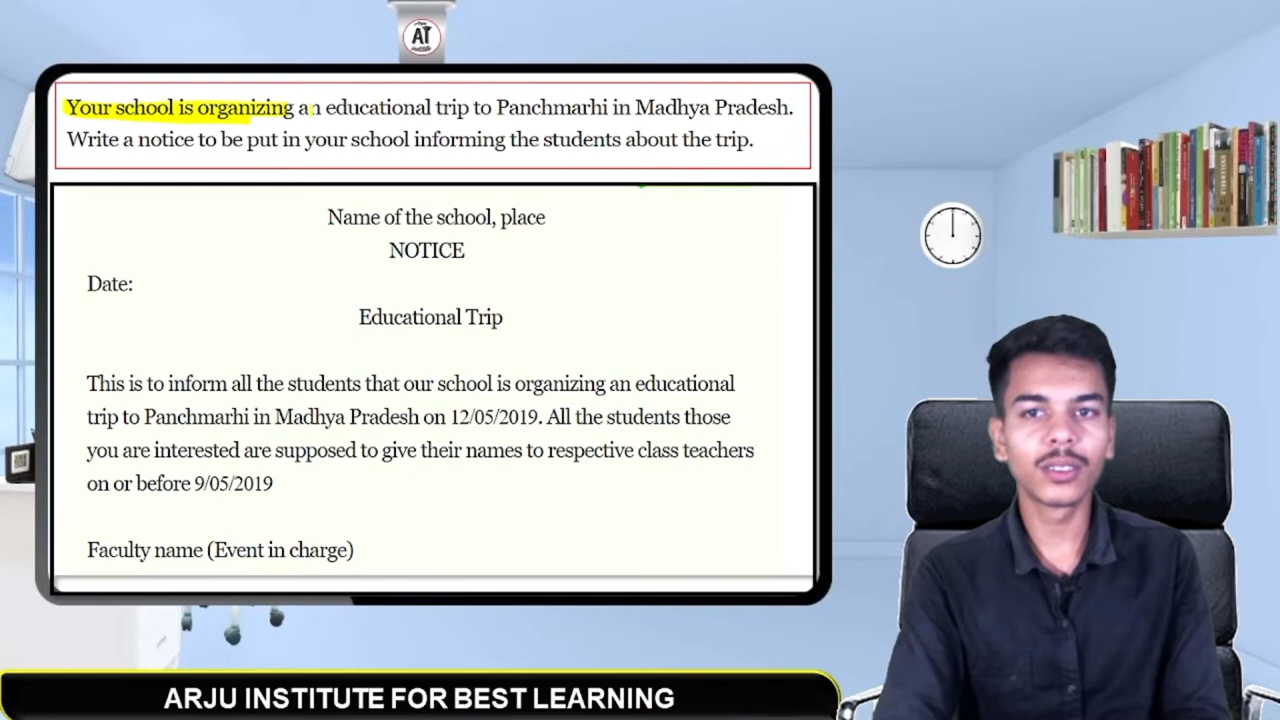 AT
Your school is organizing an educational trip to Panchmarhi in Madhya Pradesh.
Write a notice to be put in your school informing the students about the trip.
Name of the school, place
NOTICE
Date:
Educational Trip
This is to inform all the students that our school is organizing an educational
trip to Panchmarhi in Madhya Pradesh on 12/05/2019. All the students those
you are interested are supposed to give their names to respective class teachers
on or before 9/05/2019
Faculty name (Event in charge)
ARJU INSTITUTE FOR BEST LEARNING